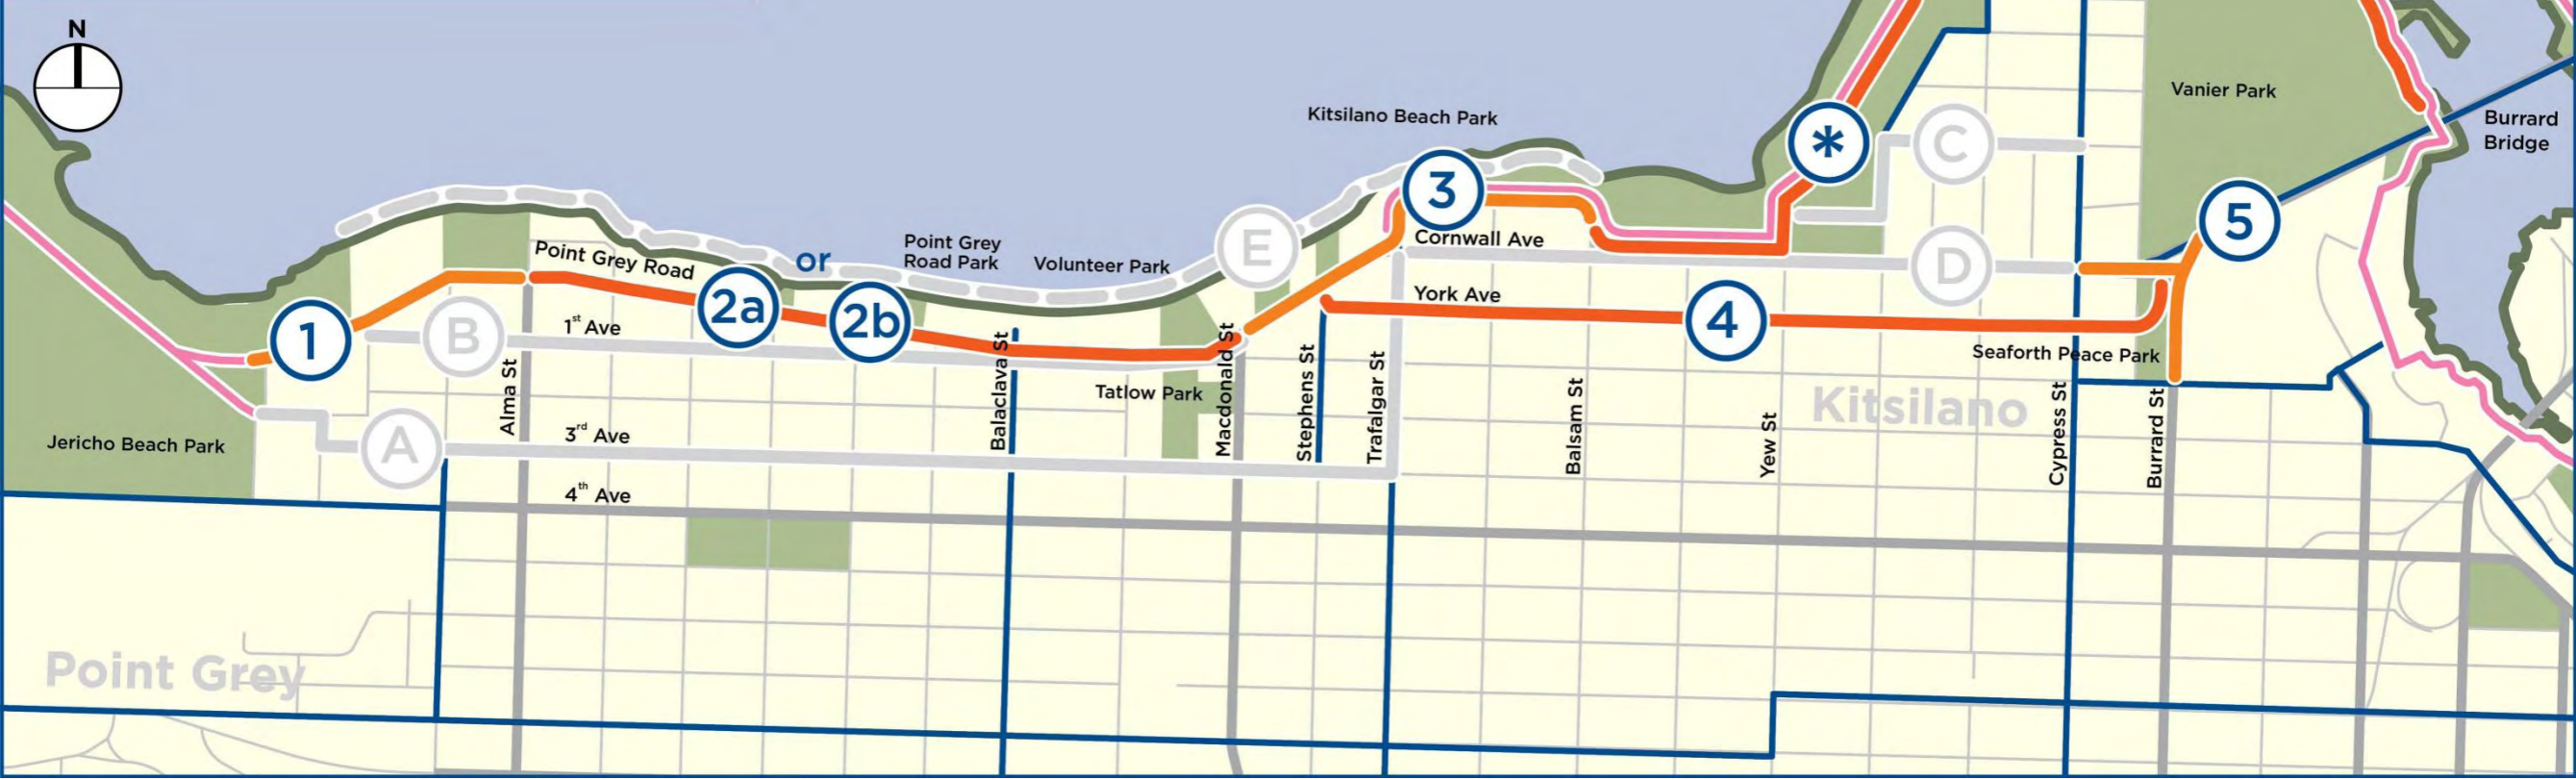 N
Kitsilano Beach Park
Vanier Park
Burrard
Bridge
*
C
3
5
Point Grey Road
or
Point Grey
Road Park
Volunteer Park
E
Cornwall Ave
D
1
B
2a
2b
1st Ave
York Ave
4
Seaforth Peace Park
Tatlow Park
Kitsilano
Alma St
Balaclava St
Macdonald St
Stephens St
Trafalgar St
Balsam St
Yew St
Cypress St
Burrard St
Jericho Beach Park
A
3rd Ave
4th Ave
Point Grey